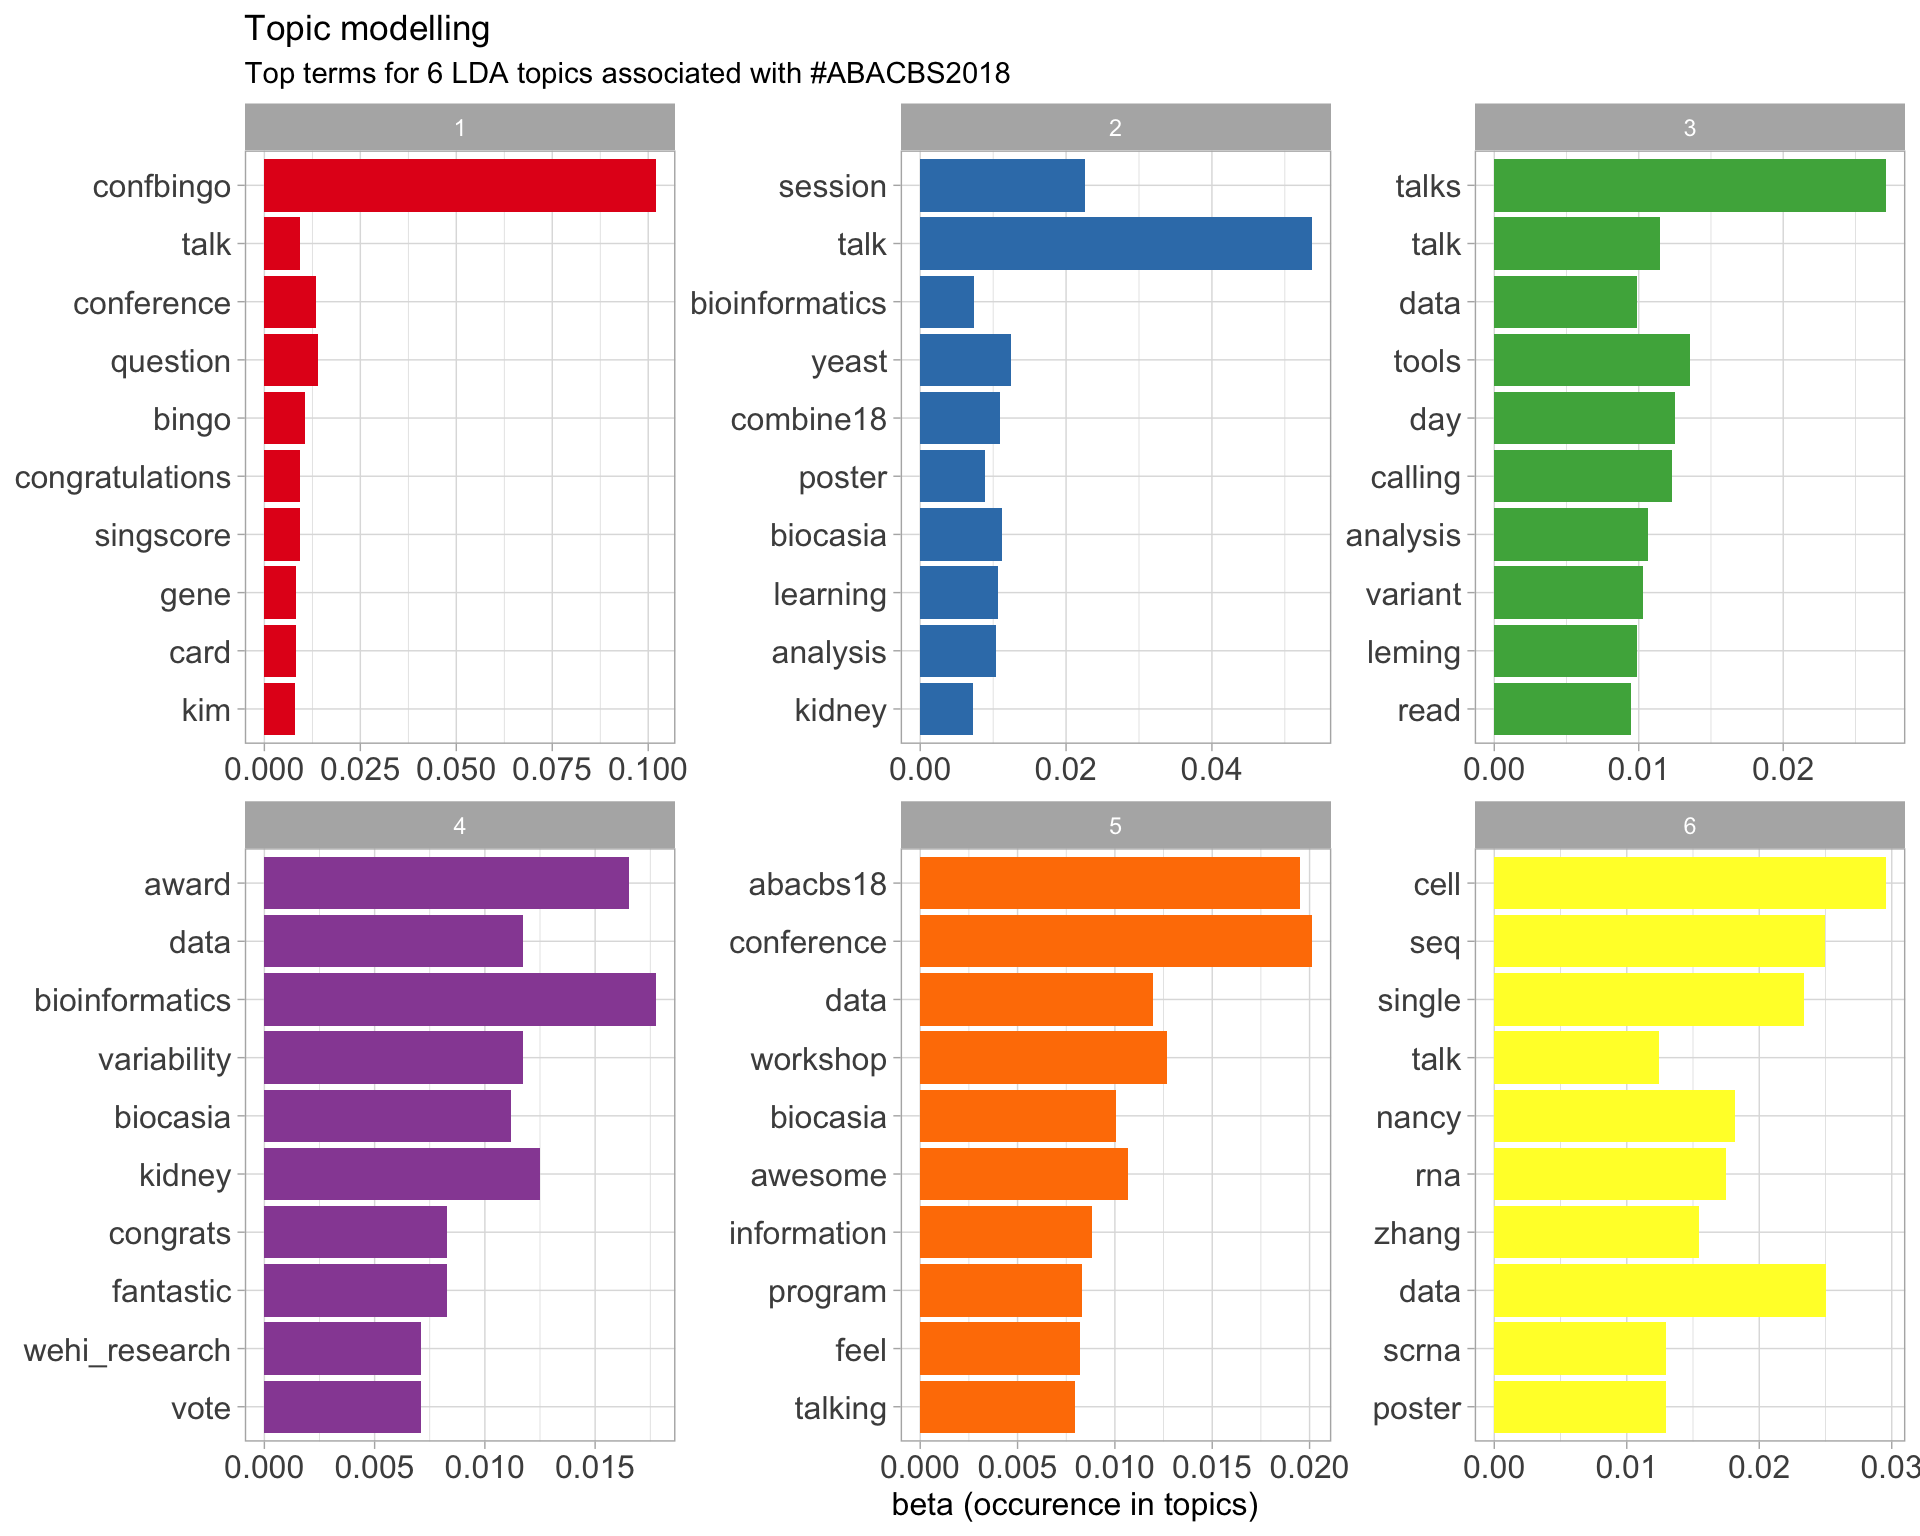 Topic modelling
Top terms for 6 LDA topics associated with #ABACBS2018
1
confbingo
talk
conference
question
bingo
congratulations
singscore
gene
card
kim
0.000 0.025 0.050 0.075 0.100
2
session
talk
bioinformatics
yeast
combine18
poster
biocasia
learning
analysis
kidney
0.00 0.02 0.04
3
talks
talk
data
tools
day
calling
analysis
variant
leming
read
0.00 0.01 0.02
4
award
data
bioinformatics
variability
biocasia
kidney
congrats
fantastic
wehi_research
vote
0.000 0.005 0.010 0.015
5
abacbs18
conference
data
workshop
biocasia
awesome
information
program
feel
talking
0.000 0.005 0.010 0.015 0.020
6
cell
seq
single
talk
nancy
rna
zhang
data
scrna
poster
0.00 0.01 0.02 0.03
beta (occurence in topics)